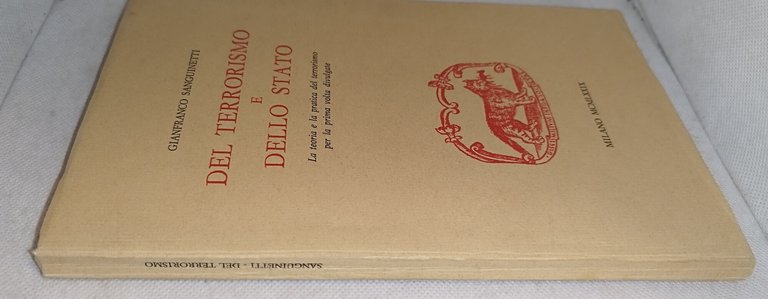 GIANFRANCO SANGUINETTI
DEL TERRORISMO
E
DELLO STATO
La teoria e la pratica del terrorismo
per la prima volta divulgate
MILANO MCMLXXIX
SANGUINETTI - DEL TERRORISMO